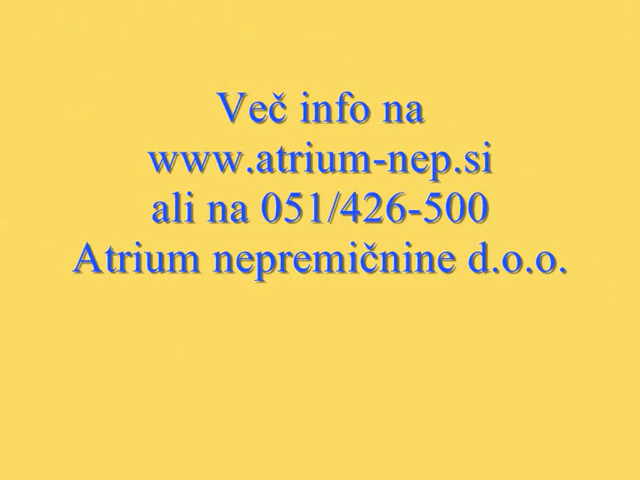 Več info na
www.atrium-nep.si
ali na 051/426-500
Atrium nepremičnine d.o.o.